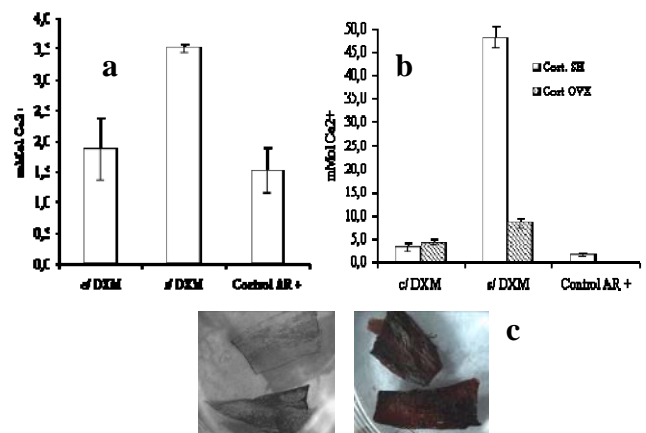 a
mMol Ca2+
4,0
3,5
3,0
2,5
2,0
1,5
1,0
0,5
0,0
c/ DXM
s/ DXM
Control AR +
b
mMol Ca2+
50,0
45,0
40,0
35,0
30,0
25,0
20,0
15,0
10,0
5,0
0,0
Cort. SH
Cort OVX
c/ DXM
s/ DXM
Control AR +
c